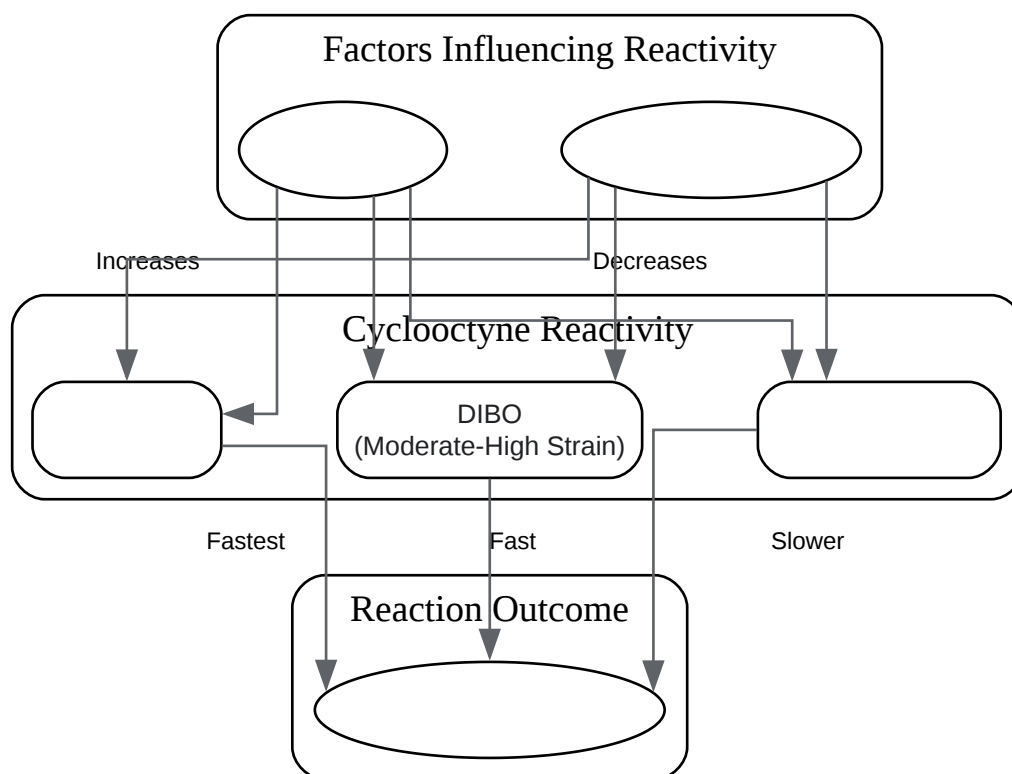 Factors Influencing Reactivity
Increases
Decreases
Cyclooctyne Reactivity
DIBO
(Moderate-High Strain)
Fastest
Fast
Slower
Reaction Outcome